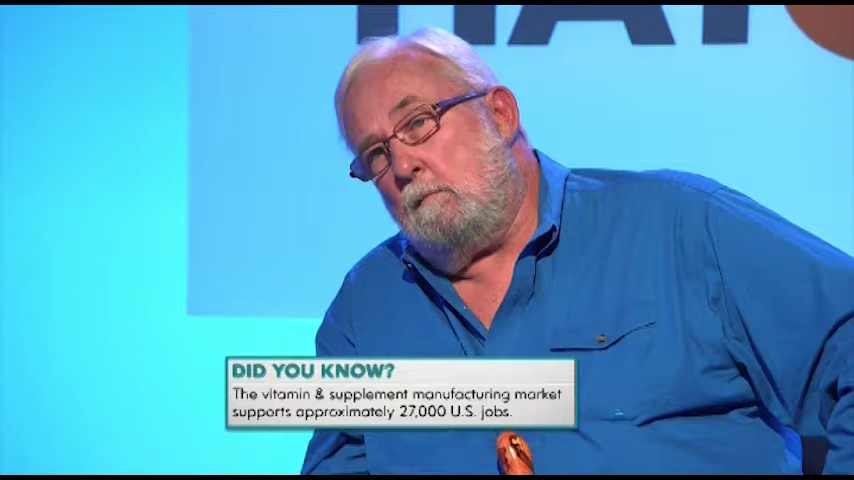 DID YOU KNOW?
The vitamin & supplement manufacturing market
supports approximately 27,000 U.S. jobs.